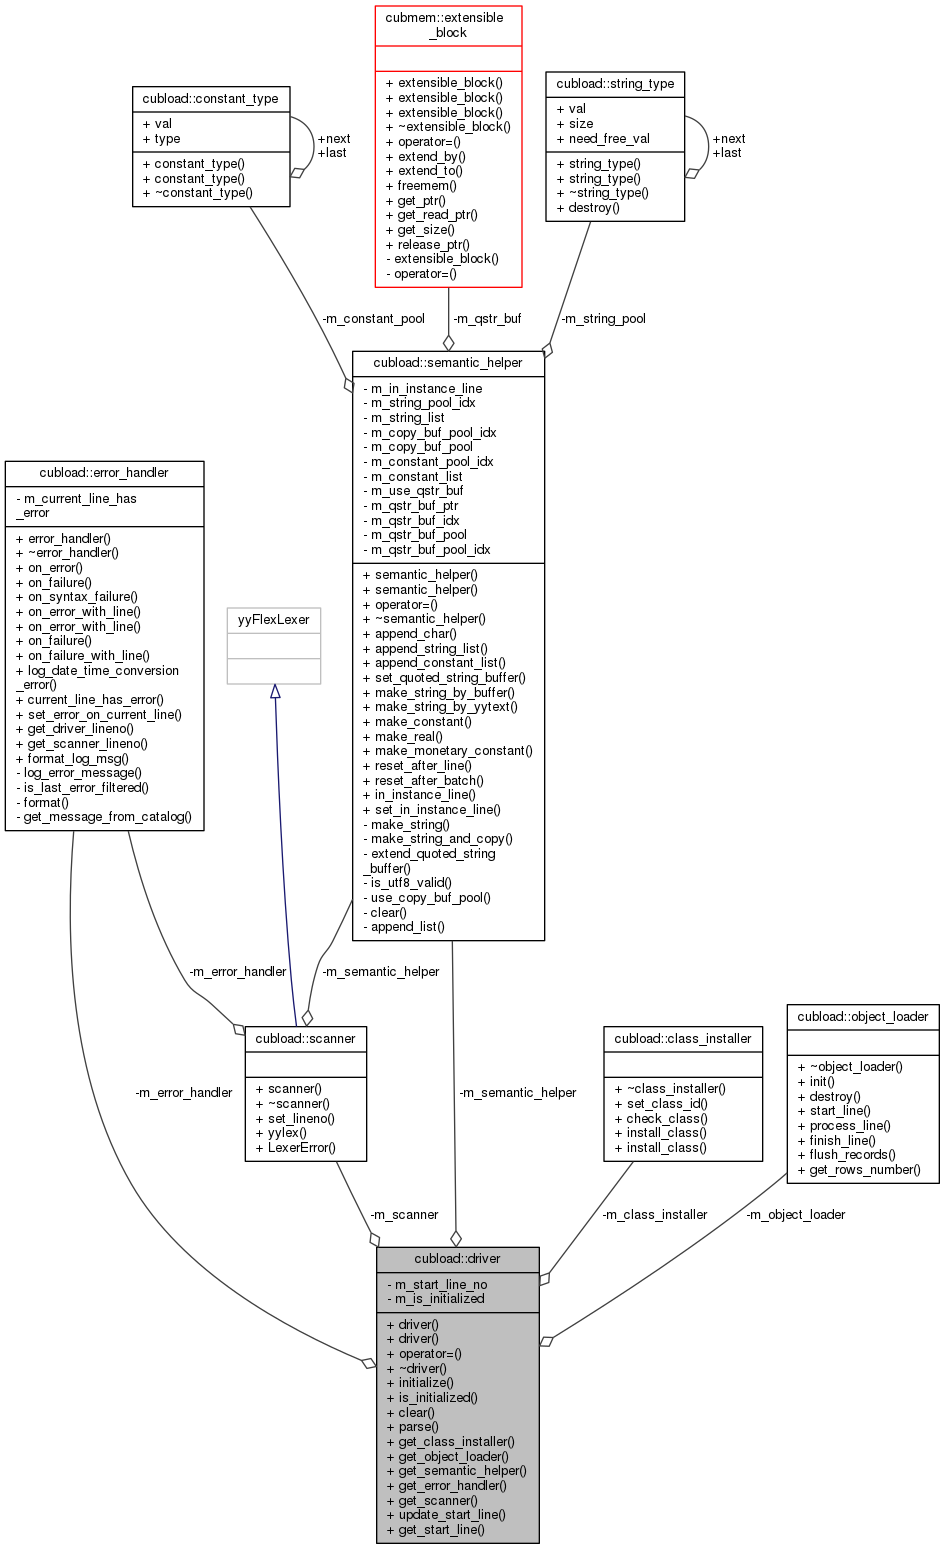 cubmem::extensible
_block
+ extensible_block()
+ extensible_block()
+ extensible_block()
+ ~extensible_block()
+ operator=()
+ extend_by()
+ extend_to()
+ freemem()
+ get_ptr()
+ get_read_ptr()
+ get_size()
+ release_ptr()
- extensible_block()
- operator=()
cubload::constant_type
+ val
+ type
+ constant_type()
+ constant_type()
+ ~constant_type()
+next
+last
cubload::string_type
+ val
+ size
+ need_free_val
+ string_type()
+ string_type()
+ ~string_type()
+ destroy()
+next
+last
-m_constant_pool
-m_qstr_buf
-m_string_pool
cubload::semantic_helper
- m_in_instance_line
- m_string_pool_idx
- m_string_list
- m_copy_buf_pool_idx
- m_copy_buf_pool
- m_constant_pool_idx
- m_constant_list
- m_use_qstr_buf
- m_qstr_buf_ptr
- m_qstr_buf_idx
- m_qstr_buf_pool
- m_qstr_buf_pool_idx
+ semantic_helper()
+ semantic_helper()
+ operator=()
+ ~semantic_helper()
+ append_char()
+ append_string_list()
+ append_constant_list()
+ set_quoted_string_buffer()
+ make_string_by_buffer()
+ make_string_by_yytext()
+ make_constant()
+ make_real()
+ make_monetary_constant()
+ reset_after_line()
+ reset_after_batch()
+ in_instance_line()
+ set_in_instance_line()
- make_string()
- make_string_and_copy()
- extend_quoted_string
_buffer()
- is_utf8_valid()
- use_copy_buf_pool()
- clear()
- append_list()
cubload::error_handler
- m_current_line_has
_error
+ error_handler()
+ ~error_handler()
+ on_error()
+ on_failure()
+ on_syntax_failure()
+ on_error_with_line()
+ on_error_with_line()
+ on_failure()
+ on_failure_with_line()
+ log_date_time_conversion
_error()
+ current_line_has_error()
+ set_error_on_current_line()
+ get_driver_lineno()
+ get_scanner_lineno()
+ format_log_msg()
- log_error_message()
- is_last_error_filtered()
- format()
- get_message_from_catalog()
yyFlexLexer
-m_error_handler
-m_semantic_helper
cubload::scanner
+ scanner()
+ ~scanner()
+ set_lineno()
+ yylex()
+ LexerError()
-m_error_handler
-m_semantic_helper
cubload::class_installer
+ ~class_installer()
+ set_class_id()
+ check_class()
+ install_class()
+ install_class()
cubload::object_loader
+ ~object_loader()
+ init()
+ destroy()
+ start_line()
+ process_line()
+ finish_line()
+ flush_records()
+ get_rows_number()
-m_scanner
-m_class_installer
-m_object_loader
cubload::driver
- m_start_line_no
- m_is_initialized
+ driver()
+ driver()
+ operator=()
+ ~driver()
+ initialize()
+ is_initialized()
+ clear()
+ parse()
+ get_class_installer()
+ get_object_loader()
+ get_semantic_helper()
+ get_error_handler()
+ get_scanner()
+ update_start_line()
+ get_start_line()